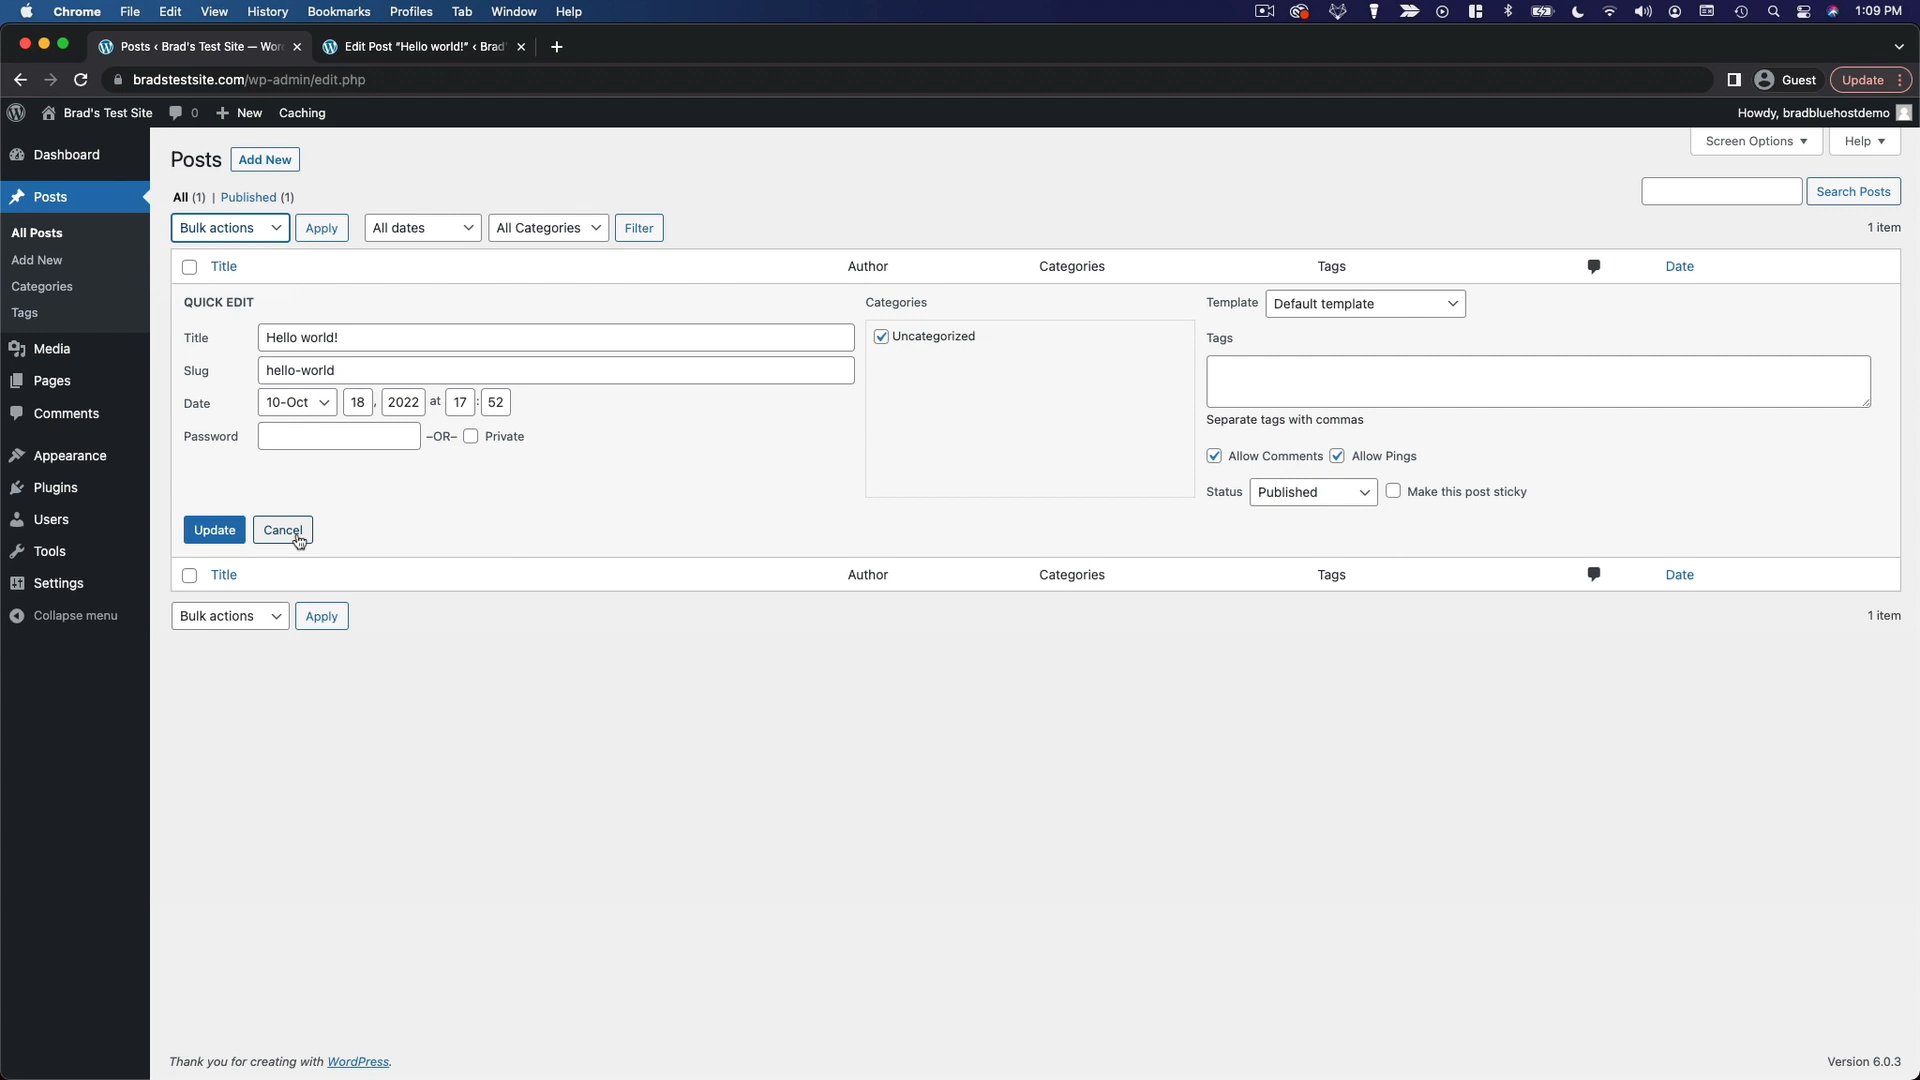 Chrome File Edit View History Bookmarks Profiles Tab Window Help 1:09 PM
Posts ‹ Brad's Test Site — Wor Edit Post "Hello world!" ‹ Brad'
bradstestsite.com/wp-admin/edit.php Guest Update
Brad's Test Site 0 New Caching Howdy, bradbluehostdemo
Screen Options Help
Dashboard
Posts
All Posts
Add New
Categories
Tags
Media
Pages
Comments
Appearance
Plugins
Users
Tools
Settings
Collapse menu
Posts Add New
All (1) | Published (1)
Search Posts
Bulk actions Apply All dates All Categories Filter 1 item
Title Author Categories Tags Date
QUICK EDIT
Title Hello world!
Slug hello-world
Date 10-Oct 18, 2022 at 17 : 52
Password –OR– Private
Categories
Uncategorized
Template Default template
Tags
Separate tags with commas
Allow Comments Allow Pings
Status Published Make this post sticky
Update Cancel
Title Author Categories Tags Date
Bulk actions Apply 1 item
Thank you for creating with WordPress. Version 6.0.3